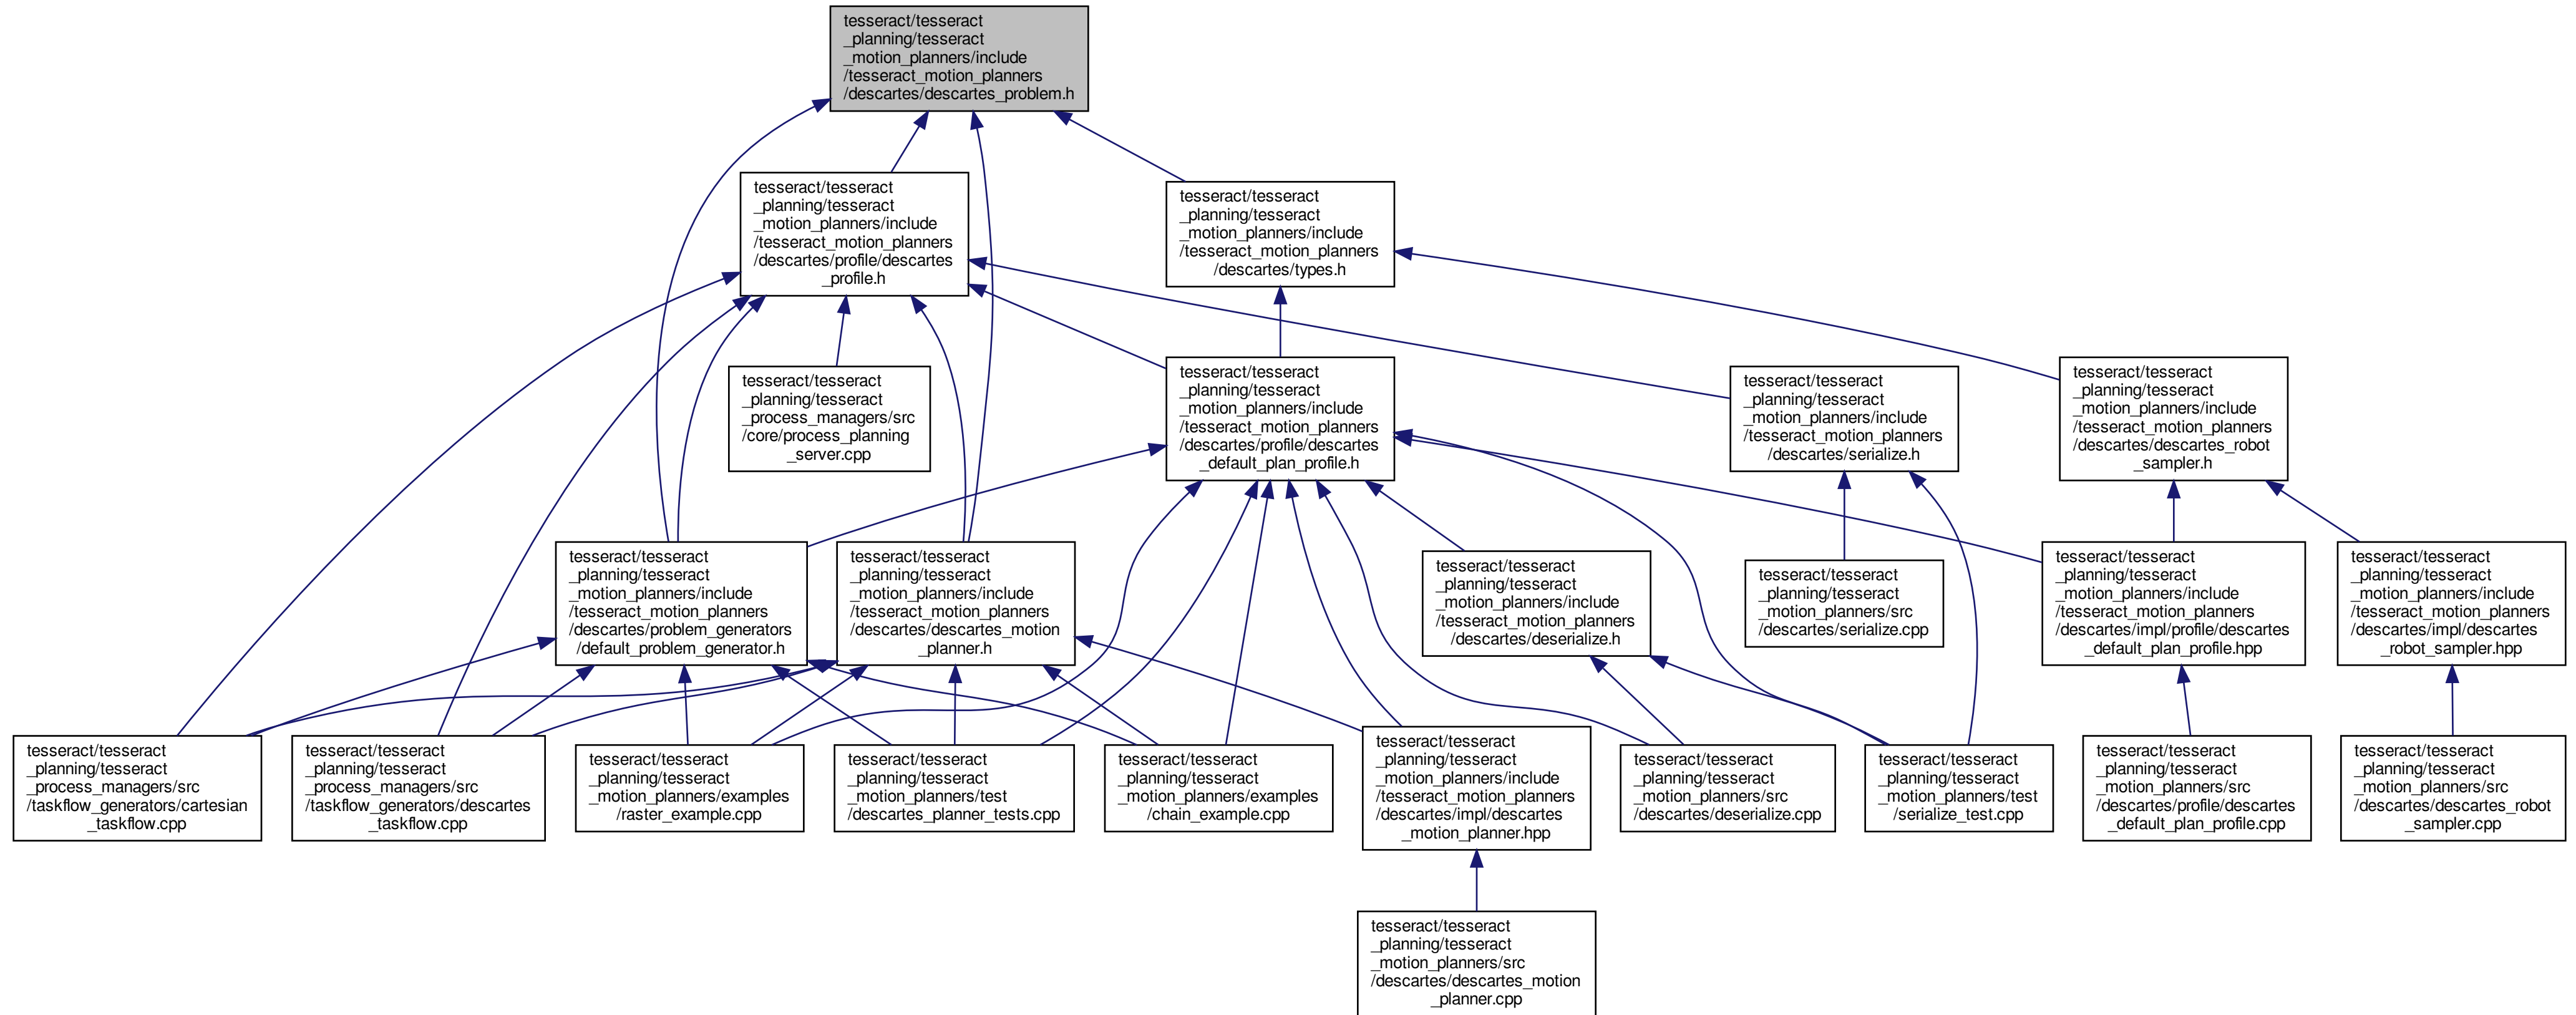 tesseract/tesseract
_planning/tesseract
_motion_planners/include
/tesseract_motion_planners
/descartes/descartes_problem.h
tesseract/tesseract
_planning/tesseract
_motion_planners/include
/tesseract_motion_planners
/descartes/profile/descartes
_profile.h
tesseract/tesseract
_planning/tesseract
_motion_planners/include
/tesseract_motion_planners
/descartes/types.h
tesseract/tesseract
_planning/tesseract
_process_managers/src
/core/process_planning
_server.cpp
tesseract/tesseract
_planning/tesseract
_motion_planners/include
/tesseract_motion_planners
/descartes/profile/descartes
_default_plan_profile.h
tesseract/tesseract
_planning/tesseract
_motion_planners/include
/tesseract_motion_planners
/descartes/serialize.h
tesseract/tesseract
_planning/tesseract
_motion_planners/include
/tesseract_motion_planners
/descartes/descartes_robot
_sampler.h
tesseract/tesseract
_planning/tesseract
_motion_planners/include
/tesseract_motion_planners
/descartes/problem_generators
/default_problem_generator.h
tesseract/tesseract
_planning/tesseract
_motion_planners/include
/tesseract_motion_planners
/descartes/descartes_motion
_planner.h
tesseract/tesseract
_planning/tesseract
_motion_planners/include
/tesseract_motion_planners
/descartes/deserialize.h
tesseract/tesseract
_planning/tesseract
_motion_planners/src
/descartes/serialize.cpp
tesseract/tesseract
_planning/tesseract
_motion_planners/include
/tesseract_motion_planners
/descartes/impl/profile/descartes
_default_plan_profile.hpp
tesseract/tesseract
_planning/tesseract
_motion_planners/include
/tesseract_motion_planners
/descartes/impl/descartes
_robot_sampler.hpp
tesseract/tesseract
_planning/tesseract
_process_managers/src
/taskflow_generators/cartesian
_taskflow.cpp
tesseract/tesseract
_planning/tesseract
_process_managers/src
/taskflow_generators/descartes
_taskflow.cpp
tesseract/tesseract
_planning/tesseract
_motion_planners/examples
/raster_example.cpp
tesseract/tesseract
_planning/tesseract
_motion_planners/test
/descartes_planner_tests.cpp
tesseract/tesseract
_planning/tesseract
_motion_planners/examples
/chain_example.cpp
tesseract/tesseract
_planning/tesseract
_motion_planners/include
/tesseract_motion_planners
/descartes/impl/descartes
_motion_planner.hpp
tesseract/tesseract
_planning/tesseract
_motion_planners/src
/descartes/deserialize.cpp
tesseract/tesseract
_planning/tesseract
_motion_planners/test
/serialize_test.cpp
tesseract/tesseract
_planning/tesseract
_motion_planners/src
/descartes/profile/descartes
_default_plan_profile.cpp
tesseract/tesseract
_planning/tesseract
_motion_planners/src
/descartes/descartes_robot
_sampler.cpp
tesseract/tesseract
_planning/tesseract
_motion_planners/src
/descartes/descartes_motion
_planner.cpp